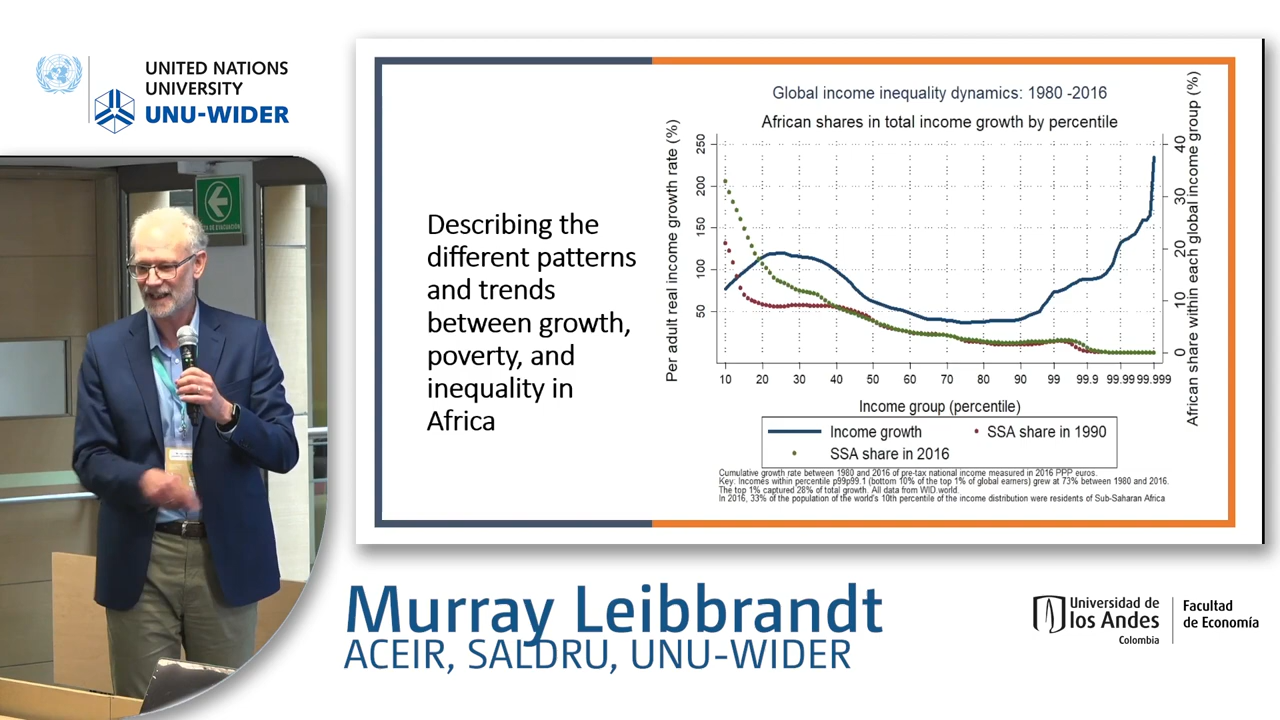 UNITED NATIONS
UNIVERSITY
UNU-WIDER
Describing the
different patterns
and trends
between growth,
poverty, and
inequality in
Africa
Global income inequality dynamics: 1980 -2016
African shares in total income growth by percentile
Per adult real income growth rate (%)
250
200
150
100
50
African share within each global income group (%)
40
30
20
10
0
10 20 30 40 50 60 70 80 90 99 99.9 99.99 99.999
Income group (percentile)
Income growth
SSA share in 1990
SSA share in 2016
Cumulative growth rate between 1980 and 2016 of pre-tax national income measured in 2016 PPP euros.
Key: Incomes within percentile p99p99.1 (bottom 10% of the top 1% of global earners) grew at 73% between 1980 and 2016.
The top 1% captured 28% of total growth. All data from WID.world.
In 2016, 33% of the population of the world's 10th percentile of the income distribution were residents of Sub-Saharan Africa
Murray Leibbrandt
ACEIR, SALDRU, UNU-WIDER
Universidad de
los Andes
Colombia
Facultad
de Economía